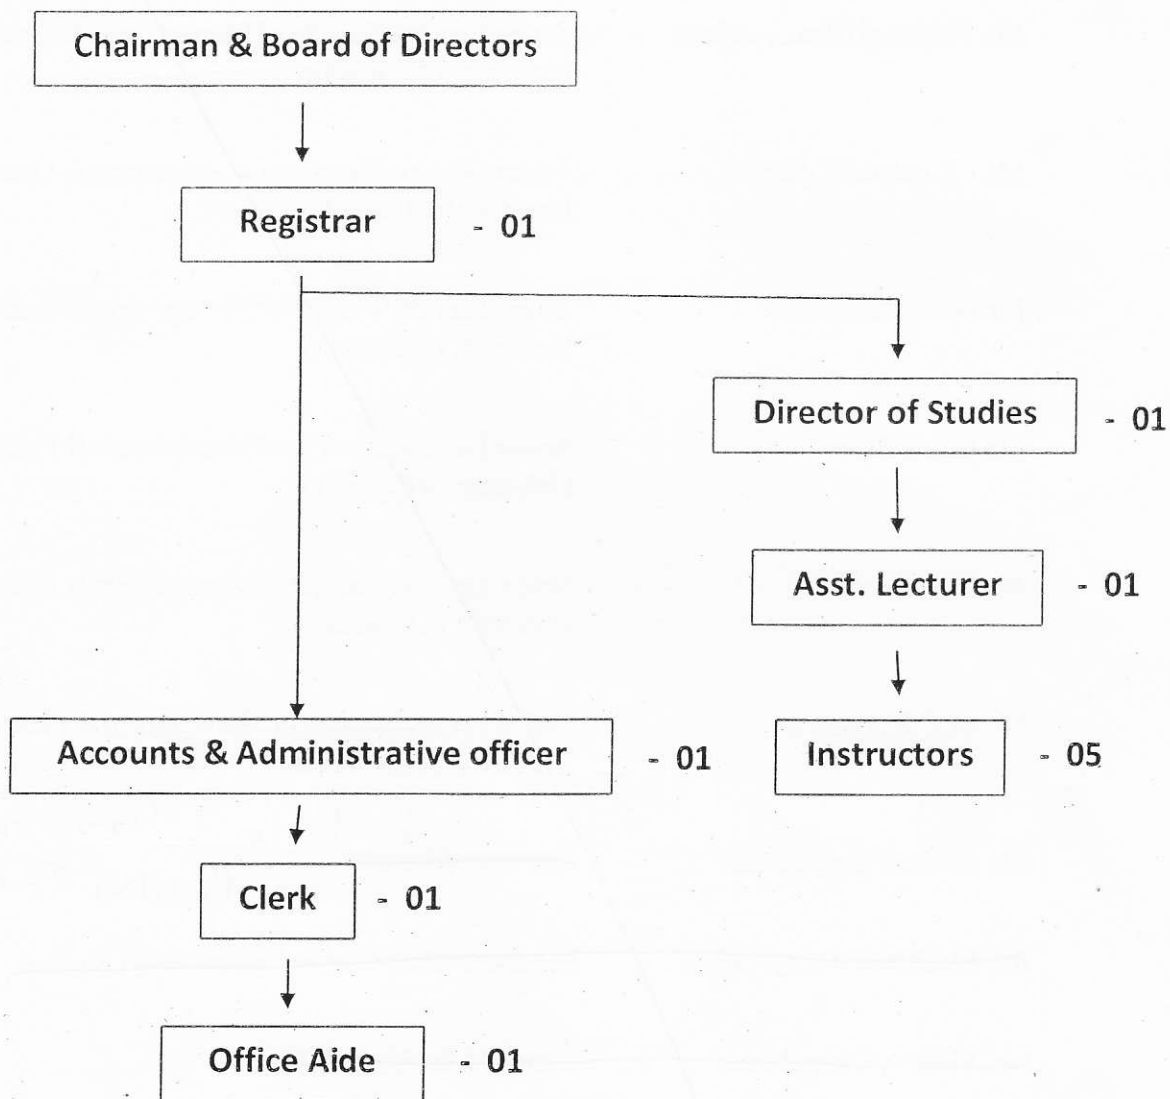 Chairman & Board of Directors
Registrar - 01
Director of Studies - 01
Asst. Lecturer - 01
Accounts & Administrative officer - 01
Instructors - 05
Clerk - 01
Office Aide - 01